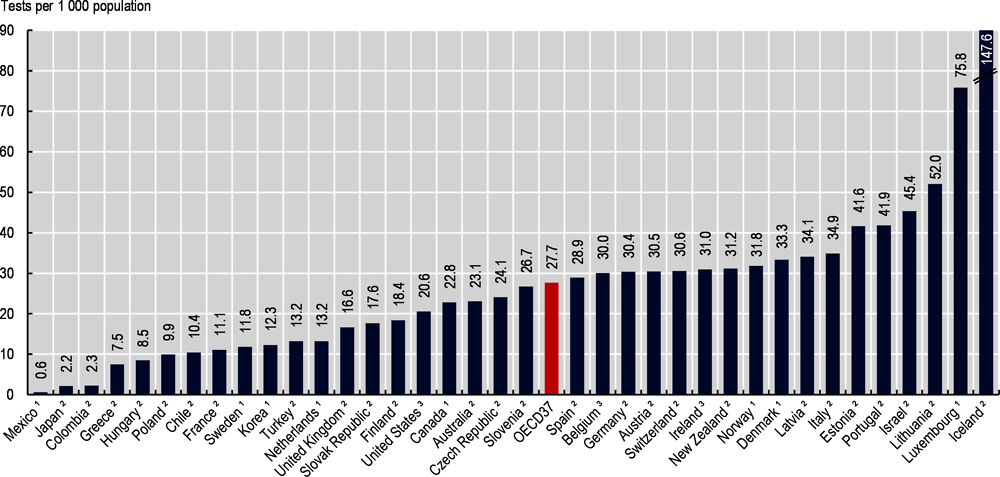 Tests per 1 000 population
90
80
70
60
50
40
30
20
10
0
0.6
2.2
2.3
7.5
8.5
9.9
10.4
11.1
11.8
12.3
13.2
13.2
16.6
17.6
18.4
20.6
22.8
23.1
24.1
26.7
27.7
28.9
30.0
30.4
30.5
30.6
31.0
31.2
31.8
33.3
34.1
34.9
41.6
41.9
45.4
52.0
75.8
147.6
Mexico ¹
Japan ²
Colombia ²
Greece ²
Hungary ²
Poland ²
Chile ²
France ²
Sweden ¹
Korea ¹
Turkey ²
Netherlands ¹
United Kingdom ²
Slovak Republic ²
Finland ²
United States ³
Canada ¹
Australia ²
Czech Republic ²
Slovenia ²
OECD37
Spain ²
Belgium ³
Germany ²
Austria ²
Switzerland ²
Ireland ³
New Zealand ²
Norway ¹
Denmark ¹
Latvia ²
Italy ²
Estonia ²
Portugal ²
Israel ²
Lithuania ²
Luxembourg ¹
Iceland ²